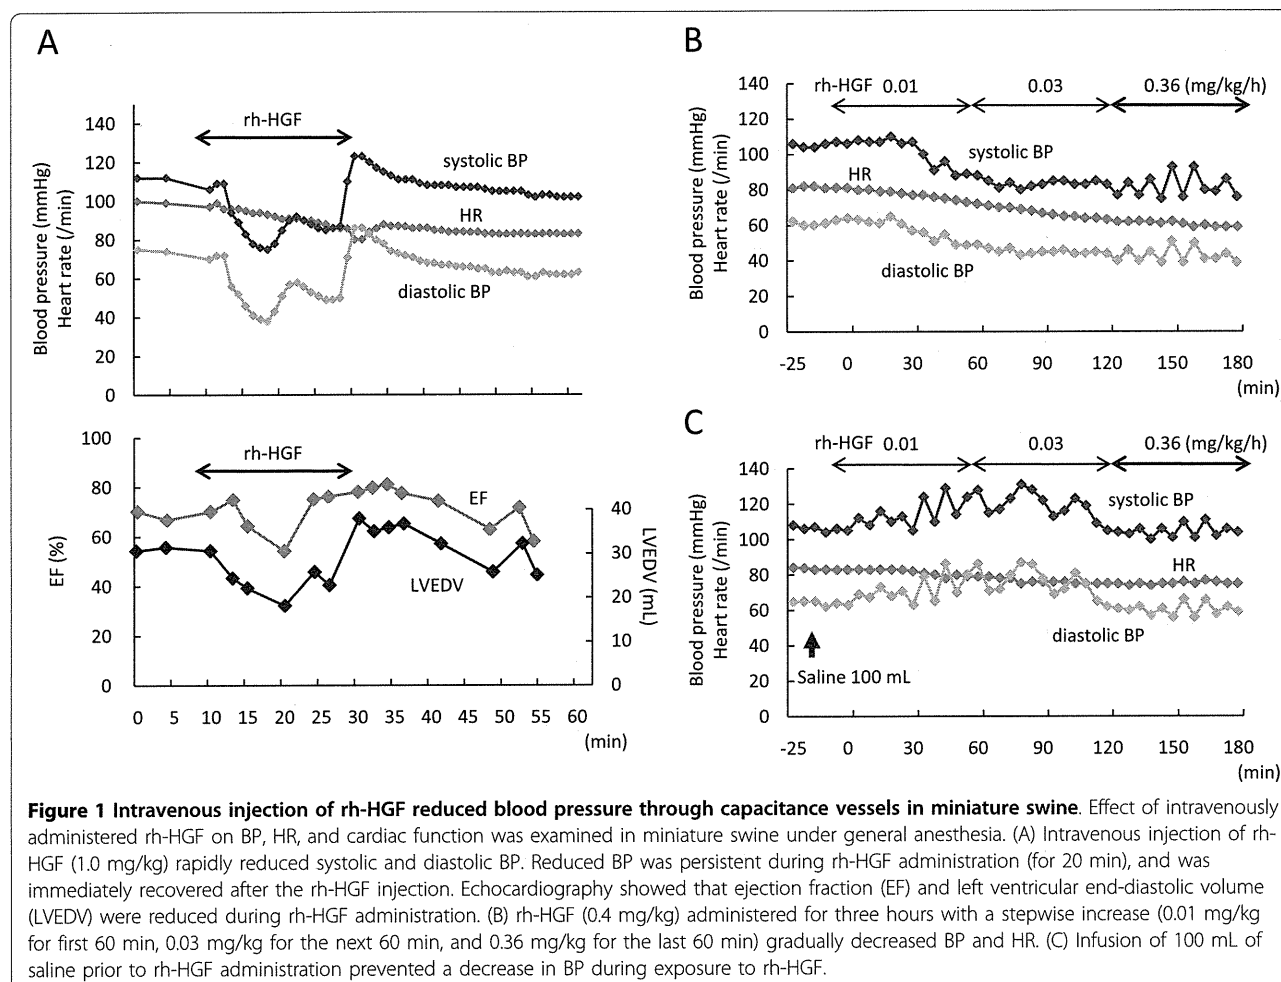 A
140
120
100
80
60
40
20
0
Blood pressure (mmHg)
Heart rate (/min)
rh-HGF
systolic BP
HR
diastolic BP
100
80
60
40
20
0
EF (%)
rh-HGF
EF
LVEDV
40
30
20
10
0
LVEDV (mL)
0 5 10 15 20 25 30 35 40 45 50 55 60
(min)
B
140
120
100
80
60
40
20
0
Blood pressure (mmHg)
Heart rate (/min)
rh-HGF 0.01 0.03 0.36 (mg/kg/h)
systolic BP
HR
diastolic BP
-25 0 30 60 90 120 150 180
(min)
C
140
120
100
80
60
40
20
0
Blood pressure (mmHg)
Heart rate (/min)
rh-HGF 0.01 0.03 0.36 (mg/kg/h)
systolic BP
HR
diastolic BP
Saline 100 mL
-25 0 30 60 90 120 150 180
(min)
Figure 1 Intravenous injection of rh-HGF reduced blood pressure through capacitance vessels in miniature swine. Effect of intravenously
administered rh-HGF on BP, HR, and cardiac function was examined in miniature swine under general anesthesia. (A) Intravenous injection of rh-
HGF (1.0 mg/kg) rapidly reduced systolic and diastolic BP. Reduced BP was persistent during rh-HGF administration (for 20 min), and was
immediately recovered after the rh-HGF injection. Echocardiography showed that ejection fraction (EF) and left ventricular end-diastolic volume
(LVEDV) were reduced during rh-HGF administration. (B) rh-HGF (0.4 mg/kg) administered for three hours with a stepwise increase (0.01 mg/kg
for first 60 min, 0.03 mg/kg for the next 60 min, and 0.36 mg/kg for the last 60 min) gradually decreased BP and HR. (C) Infusion of 100 mL of
saline prior to rh-HGF administration prevented a decrease in BP during exposure to rh-HGF.